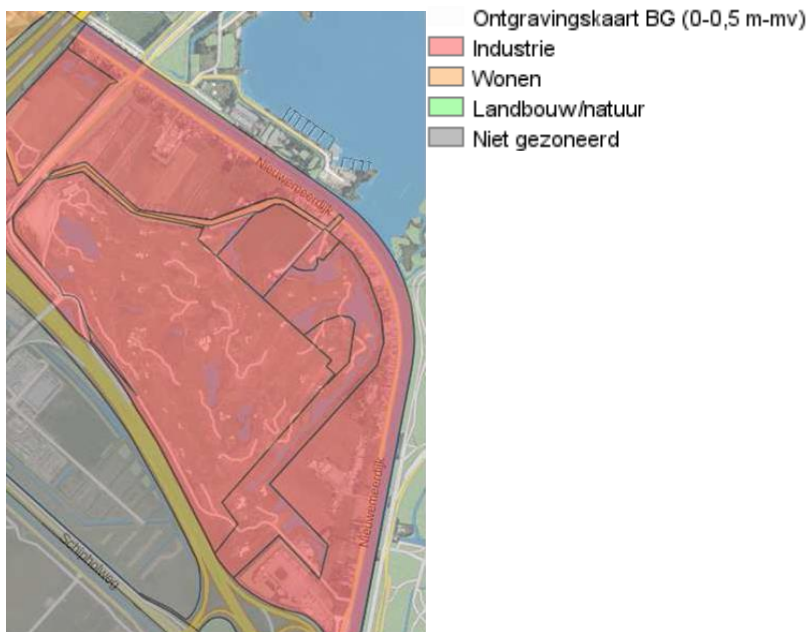 Ontgravingskaart BG (0-0,5 m-mv)
Industrie
Wonen
Landbouw/natuur
Niet gezoneerd
Nieuwemeerdijk
Nieuwemeerdijk
Schipholweg